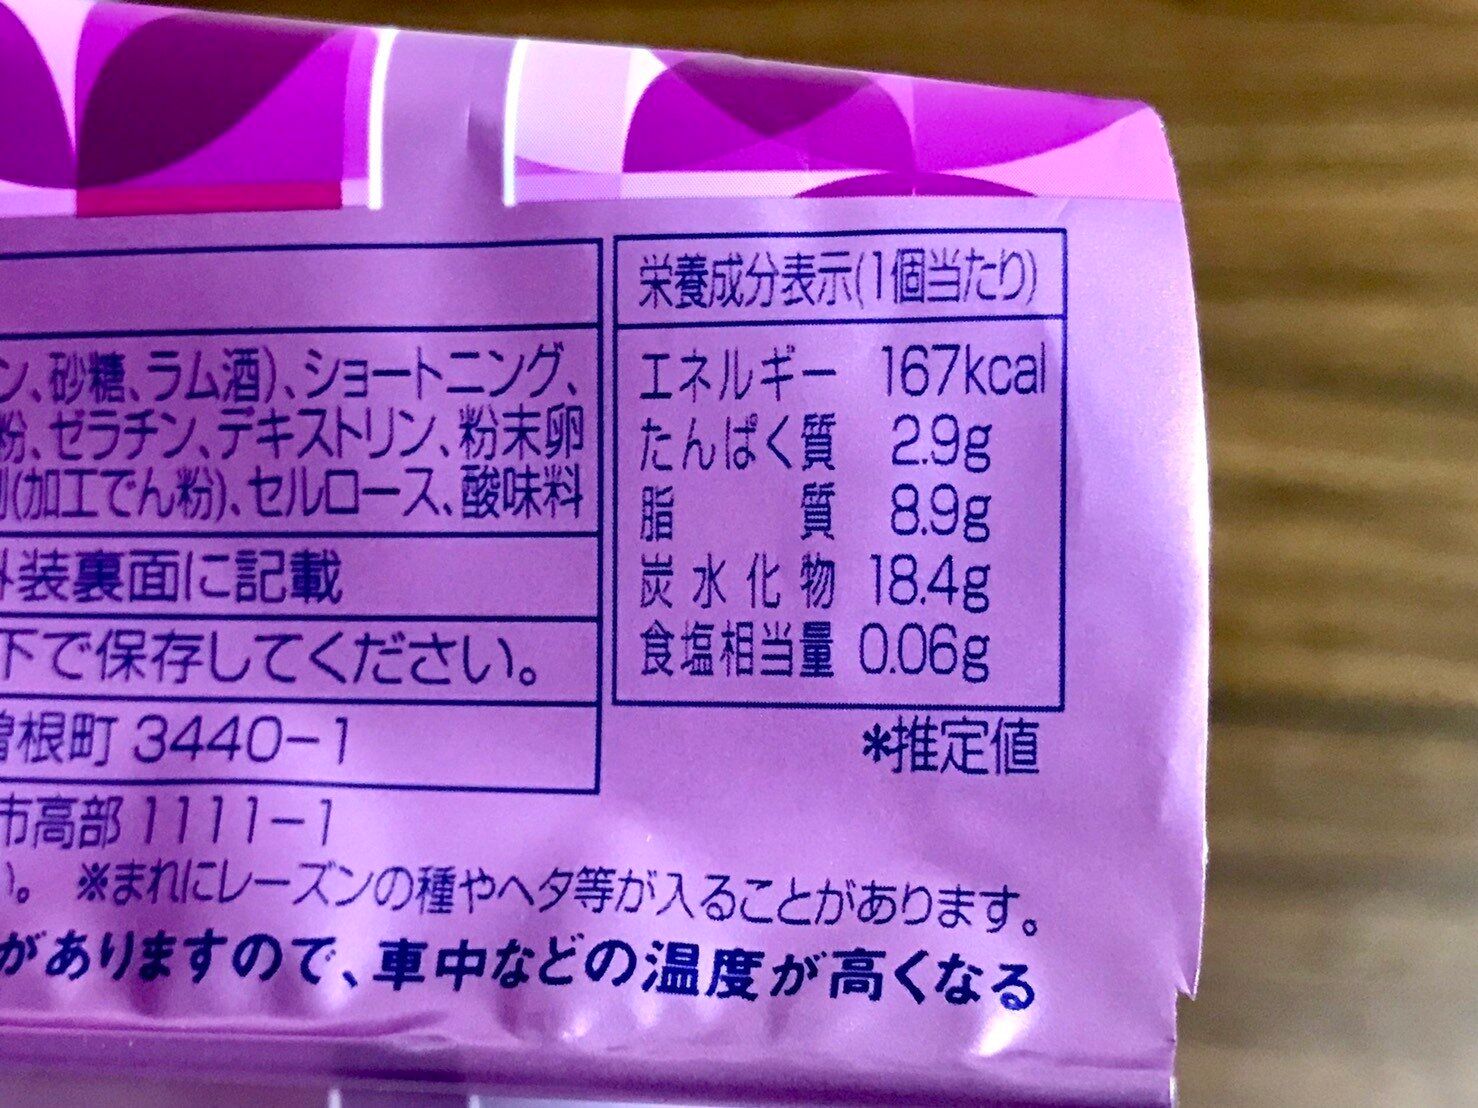 ン、砂糖、ラム酒)、ショートニング、
粉、ゼラチン、デキストリン、粉末卵
剤(加工でん粉)、セルロース、酸味料
外装裏面に記載
下で保存してください。
曽根町 3440-1
市高部 1111-1
い。 ※まれにレーズンの種やヘタ等が入ることがあります。
がありますので、車中などの温度が高くなる
栄養成分表示(1個当たり)
エネルギー 167kcal
たんぱく質 2.9g
脂質 8.9g
炭水化物 18.4g
食塩相当量 0.06g
*推定値